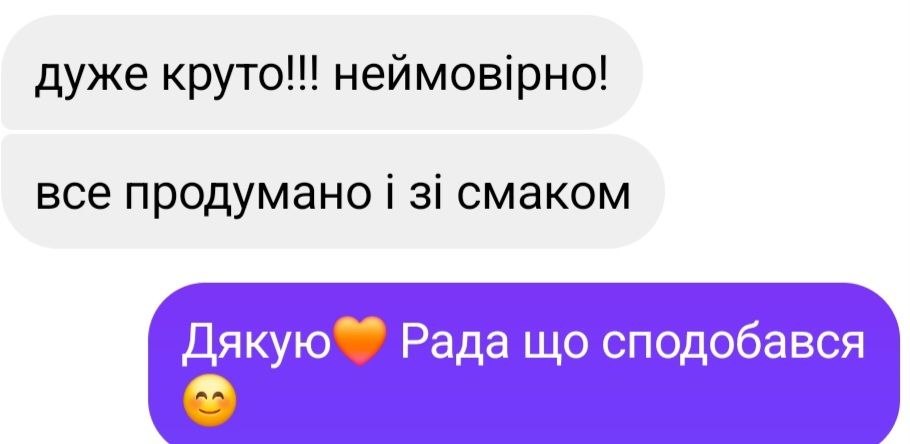 дуже круто!!! неймовірно!
все продумано і зі смаком
Дякую🧡 Рада що сподобався
😊